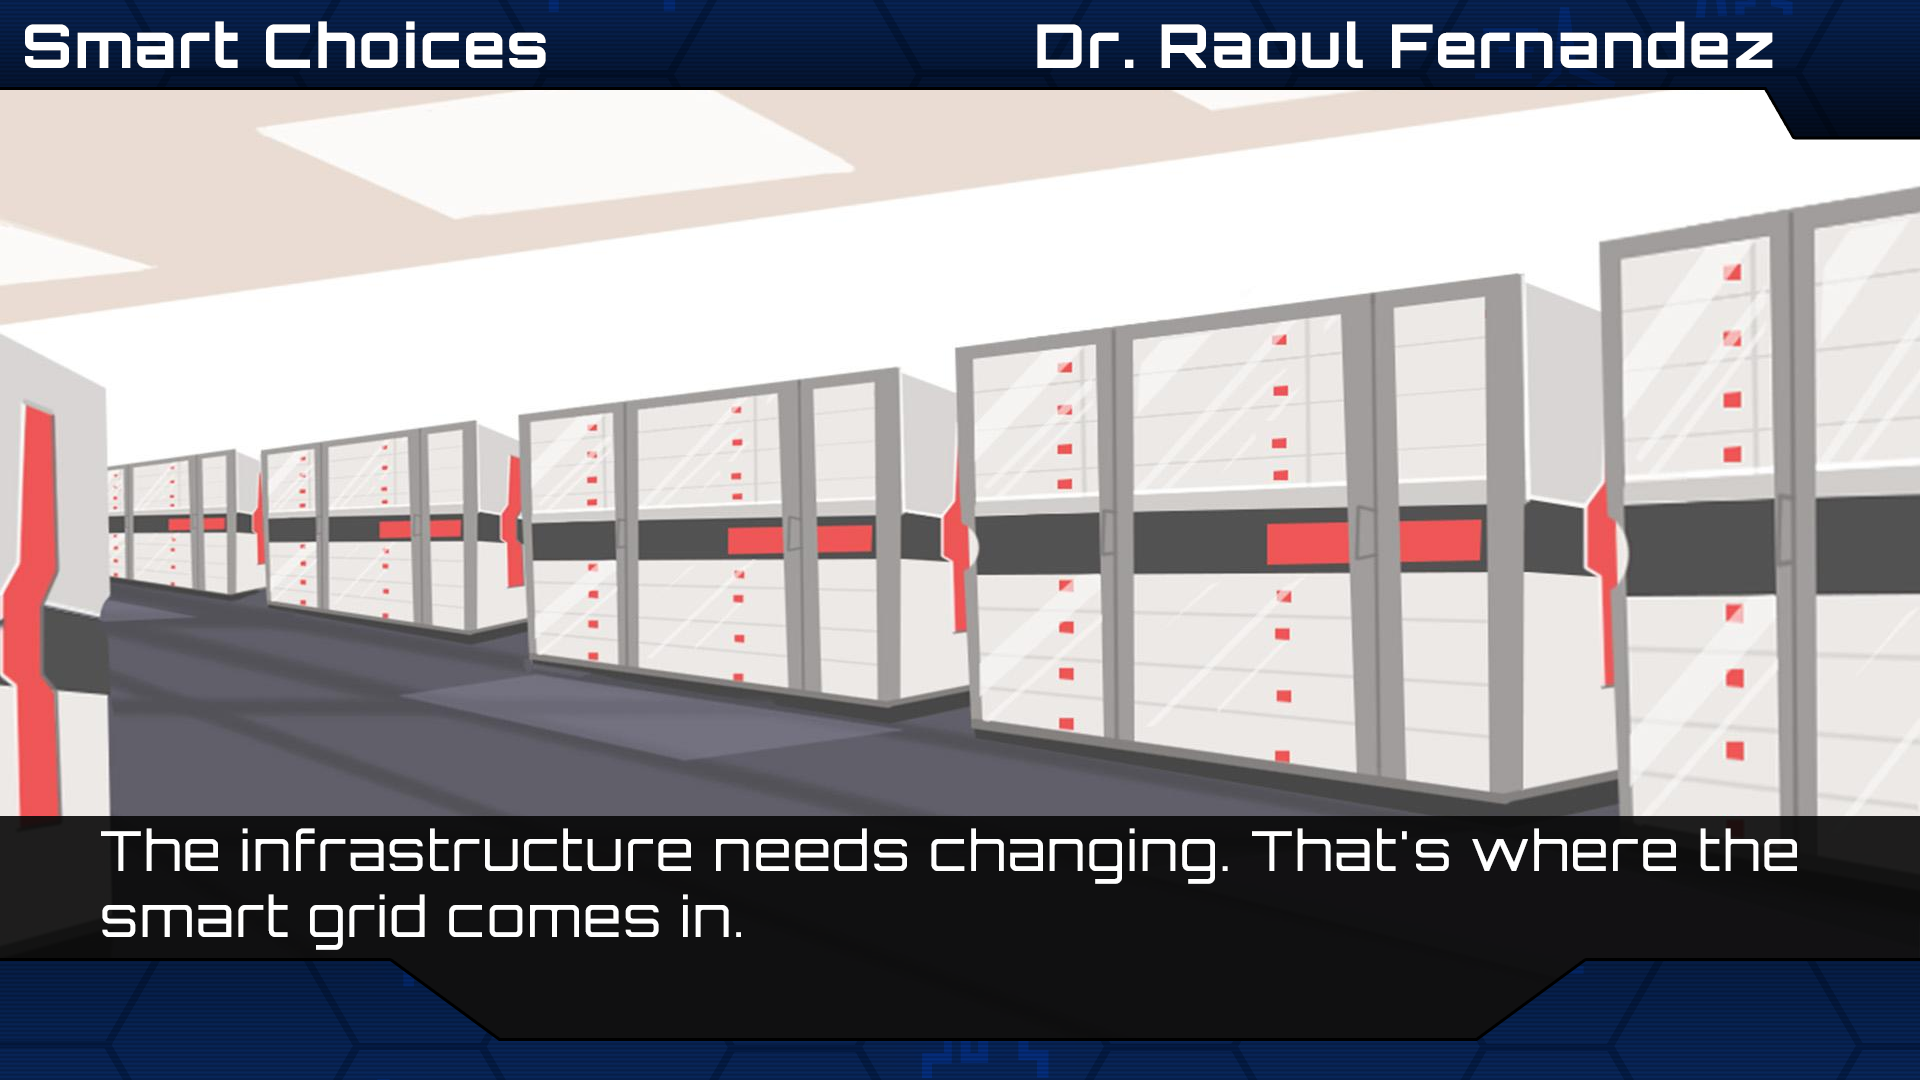 Smart Choices
Dr. Raoul Fernandez
The infrastructure needs changing. That's where the
smart grid comes in.